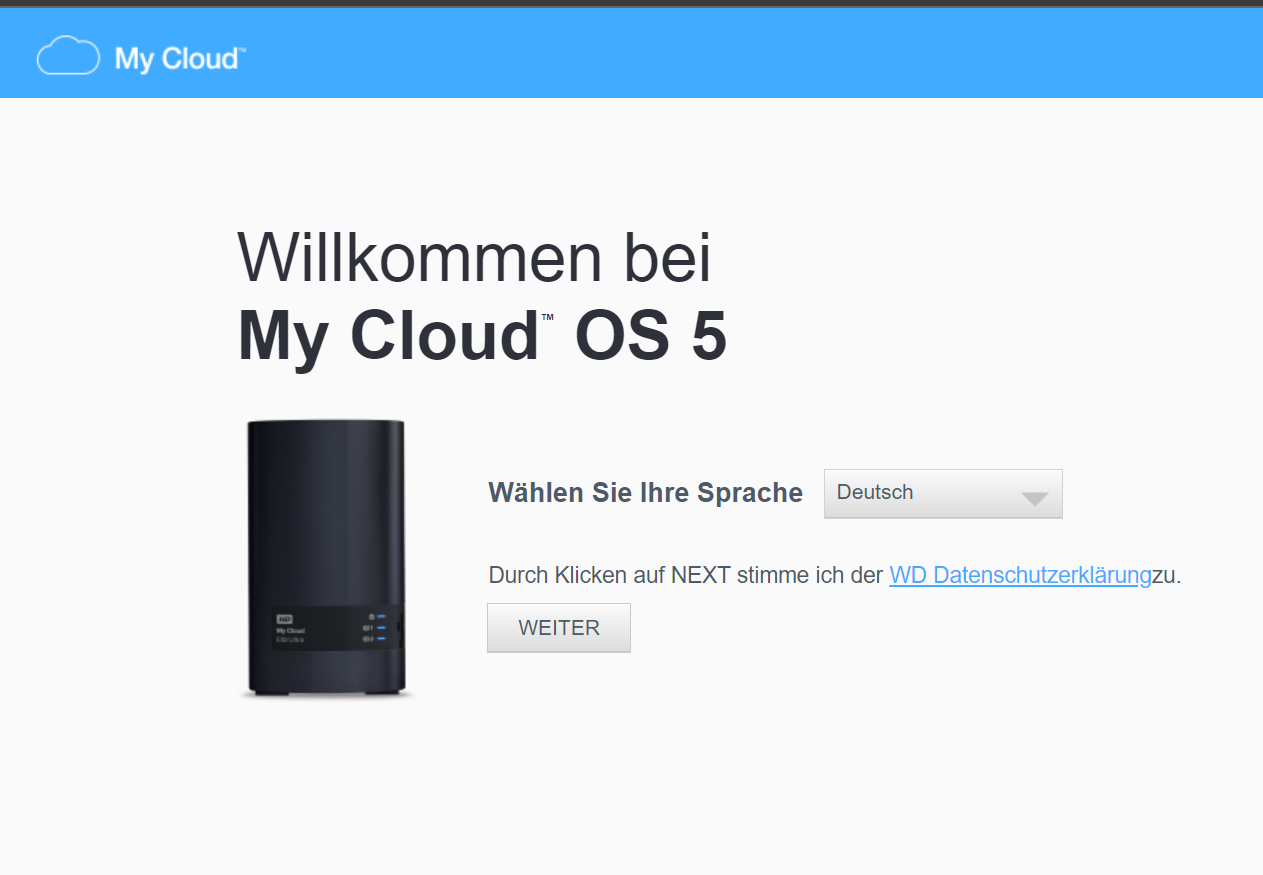 My Cloud™
Willkommen bei
My Cloud™ OS 5
Wählen Sie Ihre Sprache
Deutsch
Durch Klicken auf NEXT stimme ich der WD Datenschutzerklärungzu.
WEITER
WD
My Cloud